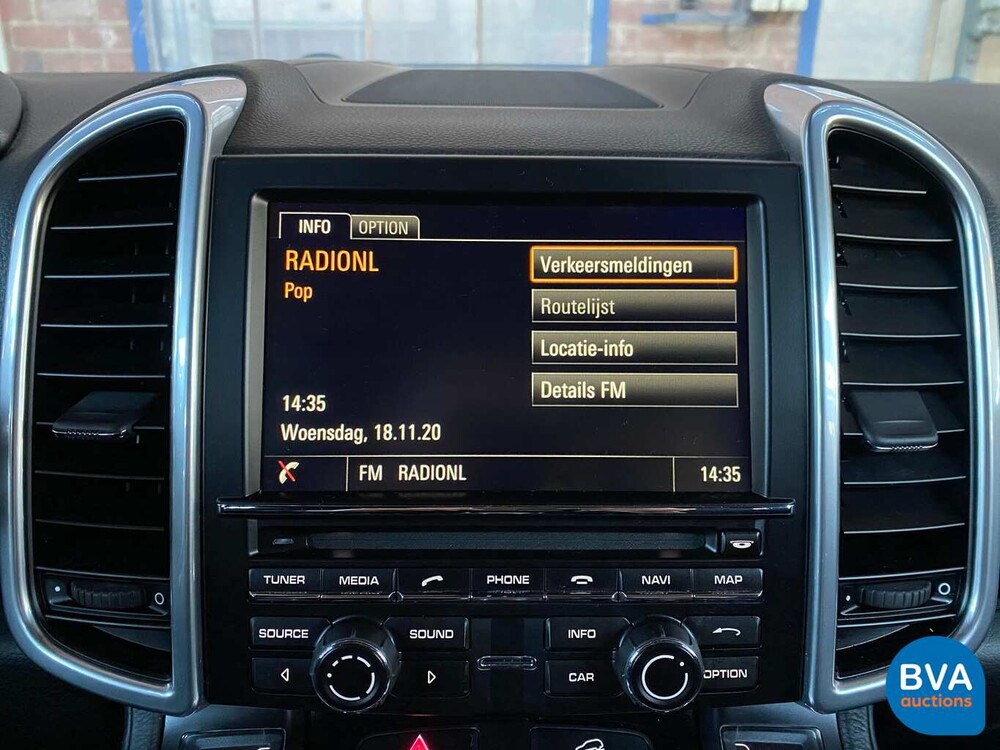 INFO OPTION
RADIONL
Pop
Verkeersmeldingen
Routelijst
Locatie-info
Details FM
14:35
Woensdag, 18.11.20
FM RADIONL 14:35
TUNER MEDIA PHONE NAVI MAP
SOURCE SOUND INFO
CAR OPTION
BVA
auctions